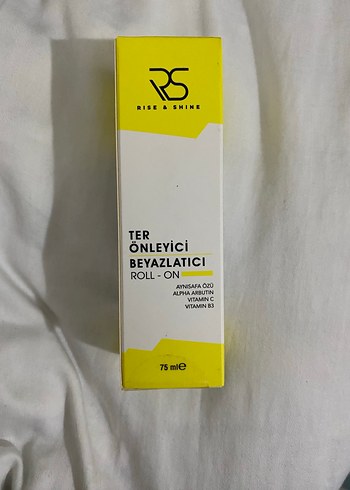 RS
RISE & SHINE
TER
ÖNLEYİCİ
BEYAZLATICI
ROLL - ON
AYNISAFA ÖZÜ
ALPHA ARBUTIN
VITAMIN C
VITAMIN B3
75 ml℮